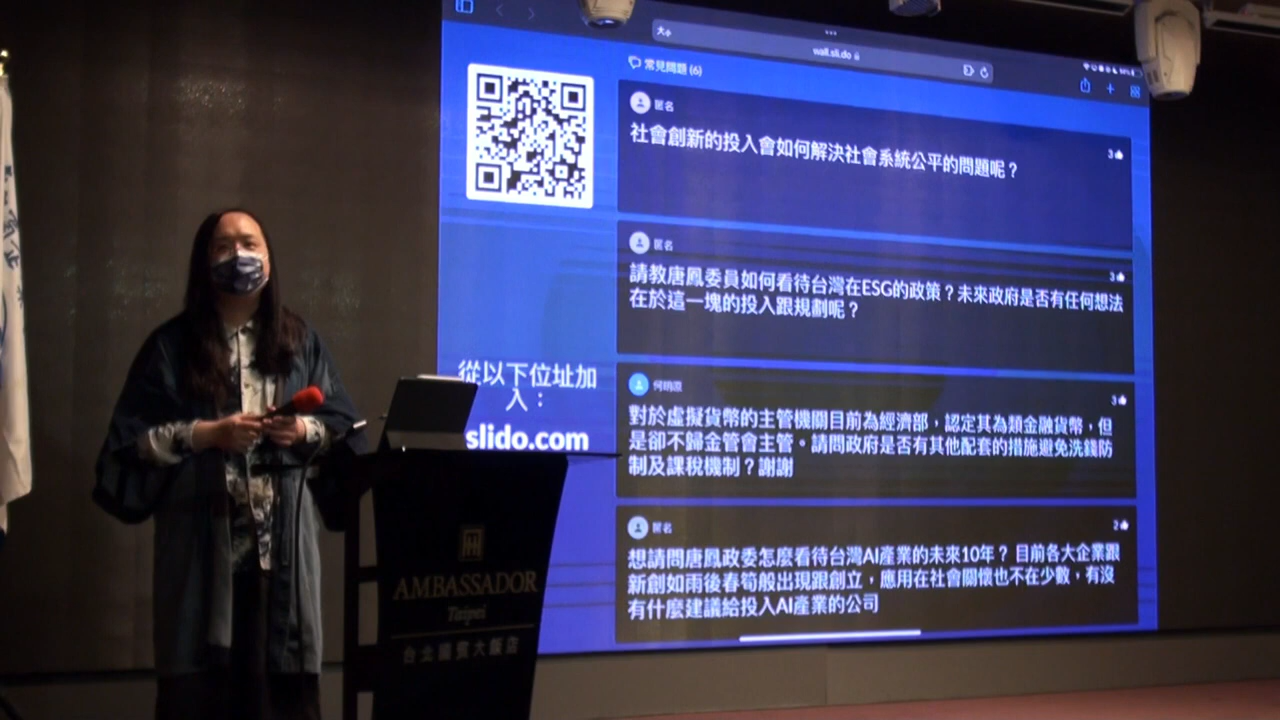 大小
wall.sli.do
常見問題 (6)
匿名
社會創新的投入會如何解決社會系統公平的問題呢？
3
匿名
請教唐鳳委員如何看待台灣在ESG的政策？未來政府是否有任何想法
在於這一塊的投入跟規劃呢？
3
對於虛擬貨幣的主管機關目前為經濟部，認定其為類金融貨幣，但
是卻不歸金管會主管。請問政府是否有其他配套的措施避免洗錢防
制及課稅機制？謝謝
3
匿名
想請問唐鳳政委怎麼看待台灣AI產業的未來10年？ 目前各大企業跟
新創如雨後春筍般出現跟創立，應用在社會關懷也不在少數，有沒
有什麼建議給投入AI產業的公司
2
從以下位址加
入：
slido.com
AMBASSADOR
Taipei
台北國賓大飯店